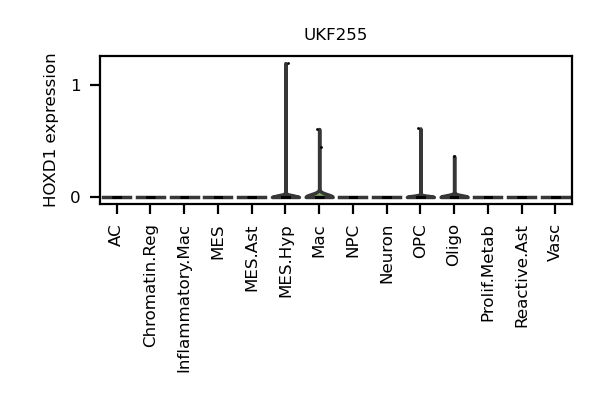 UKF255
HOXD1 expression
1
0
AC
Chromatin.Reg
Inflammatory.Mac
MES
MES.Ast
MES.Hyp
Mac
NPC
Neuron
OPC
Oligo
Prolif.Metab
Reactive.Ast
Vasc